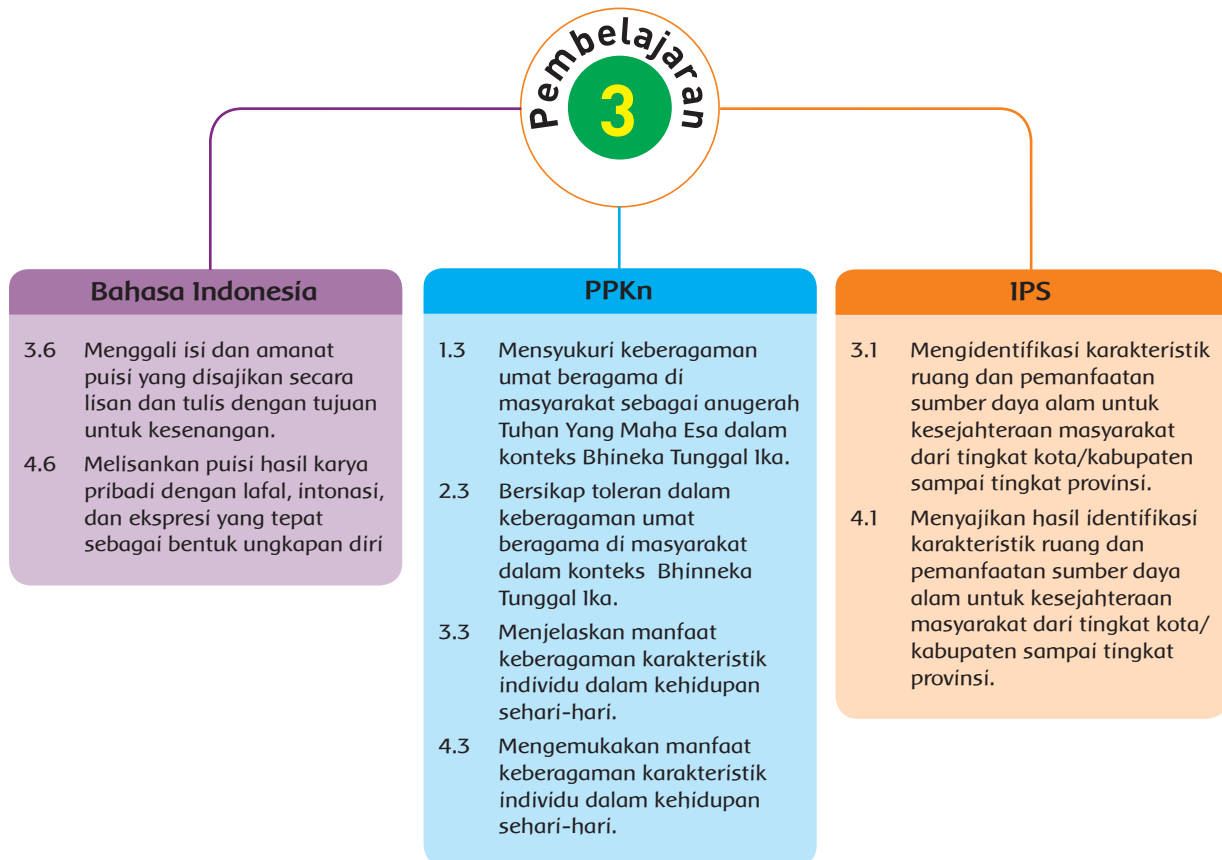 Pembelajaran
3
Bahasa Indonesia
3.6 Menggali isi dan amanat
puisi yang disajikan secara
lisan dan tulis dengan tujuan
untuk kesenangan.
4.6 Melisankan puisi hasil karya
pribadi dengan lafal, intonasi,
dan ekspresi yang tepat
sebagai bentuk ungkapan diri
PPKn
1.3 Mensyukuri keberagaman
umat beragama di
masyarakat sebagai anugerah
Tuhan Yang Maha Esa dalam
konteks Bhineka Tunggal Ika.
2.3 Bersikap toleran dalam
keberagaman umat
beragama di masyarakat
dalam konteks Bhinneka
Tunggal Ika.
3.3 Menjelaskan manfaat
keberagaman karakteristik
individu dalam kehidupan
sehari-hari.
4.3 Mengemukakan manfaat
keberagaman karakteristik
individu dalam kehidupan
sehari-hari.
IPS
3.1 Mengidentifikasi karakteristik
ruang dan pemanfaatan
sumber daya alam untuk
kesejahteraan masyarakat
dari tingkat kota/kabupaten
sampai tingkat provinsi.
4.1 Menyajikan hasil identifikasi
karakteristik ruang dan
pemanfaatan sumber daya
alam untuk kesejahteraan
masyarakat dari tingkat kota/
kabupaten sampai tingkat
provinsi.